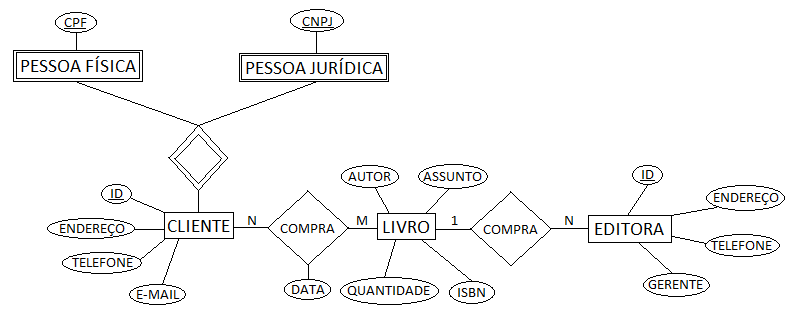 CPF
CNPJ
PESSOA FÍSICA
PESSOA JURÍDICA
AUTOR
ASSUNTO
ID
ID
ENDEREÇO
ENDEREÇO
CLIENTE
N
COMPRA
M
LIVRO
1
COMPRA
N
EDITORA
TELEFONE
TELEFONE
E-MAIL
DATA
QUANTIDADE
ISBN
GERENTE